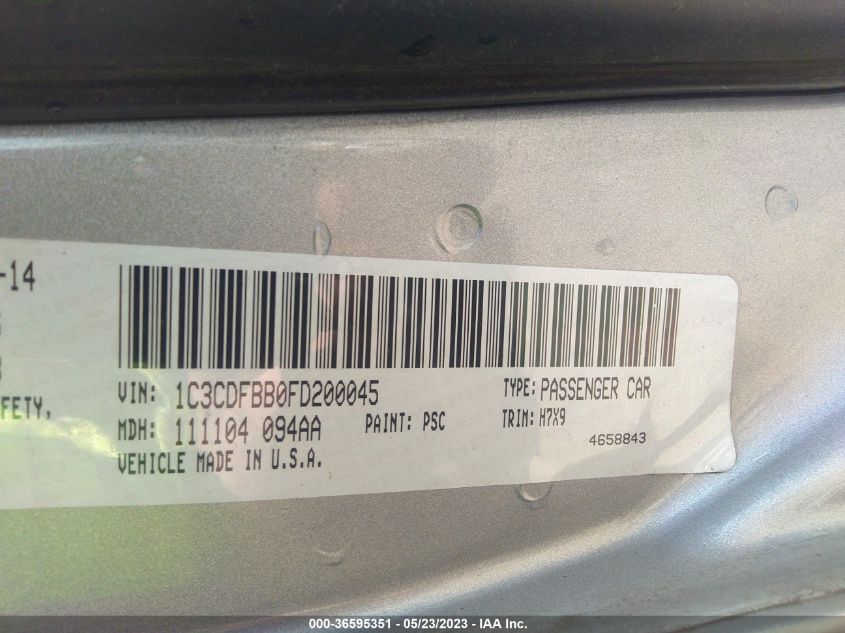 -14
FETY,
VIN: 1C3CDFBB0FD200045 TYPE: PASSENGER CAR
MDH: 111104 094AA PAINT: PSC TRIM: H7X9
VEHICLE MADE IN U.S.A. 4658843
000-36595351 - 05/23/2023 - © IAA Inc.